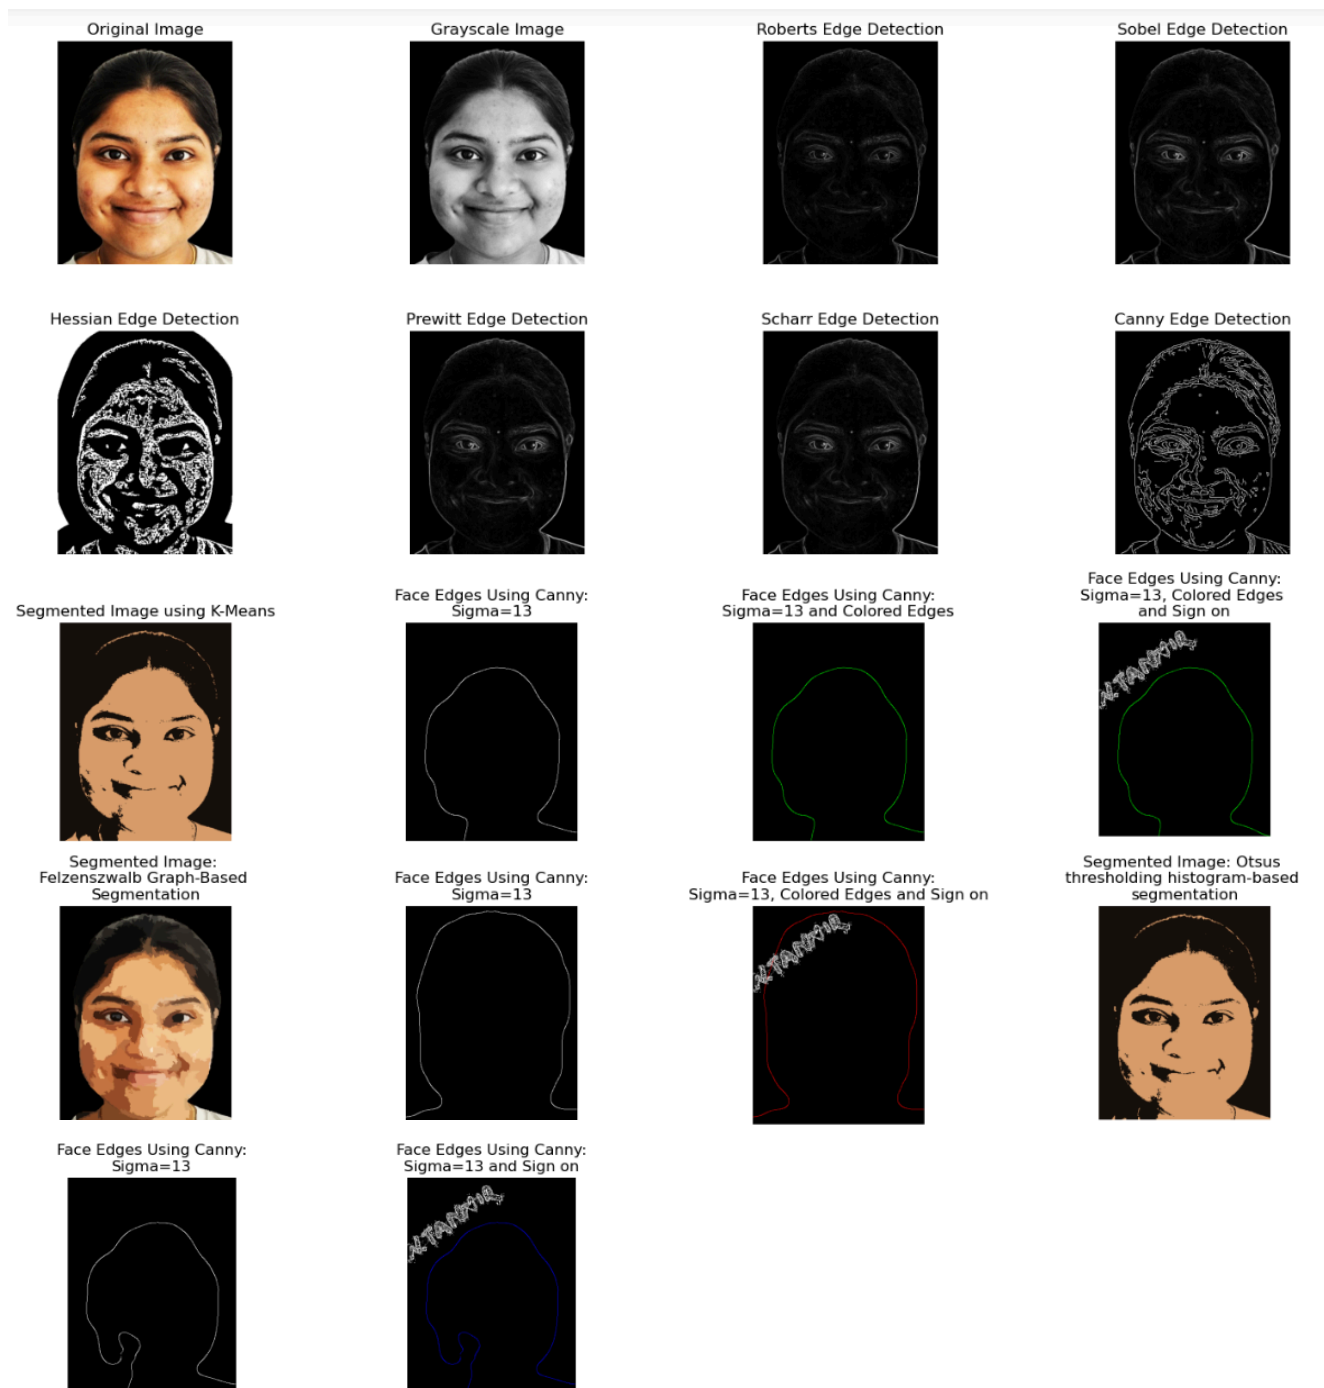 Original Image
Grayscale Image
Roberts Edge Detection
Sobel Edge Detection
Hessian Edge Detection
Prewitt Edge Detection
Scharr Edge Detection
Canny Edge Detection
Segmented Image using K-Means
Face Edges Using Canny:
Sigma=13
Face Edges Using Canny:
Sigma=13 and Colored Edges
Face Edges Using Canny:
Sigma=13, Colored Edges
and Sign on
N.TANVIR
Segmented Image:
Felzenszwalb Graph-Based
Segmentation
Face Edges Using Canny:
Sigma=13
Face Edges Using Canny:
Sigma=13, Colored Edges and Sign on
N.TANVIR
Segmented Image: Otsus
thresholding histogram-based
segmentation
Face Edges Using Canny:
Sigma=13
Face Edges Using Canny:
Sigma=13 and Sign on
N.TANVIR